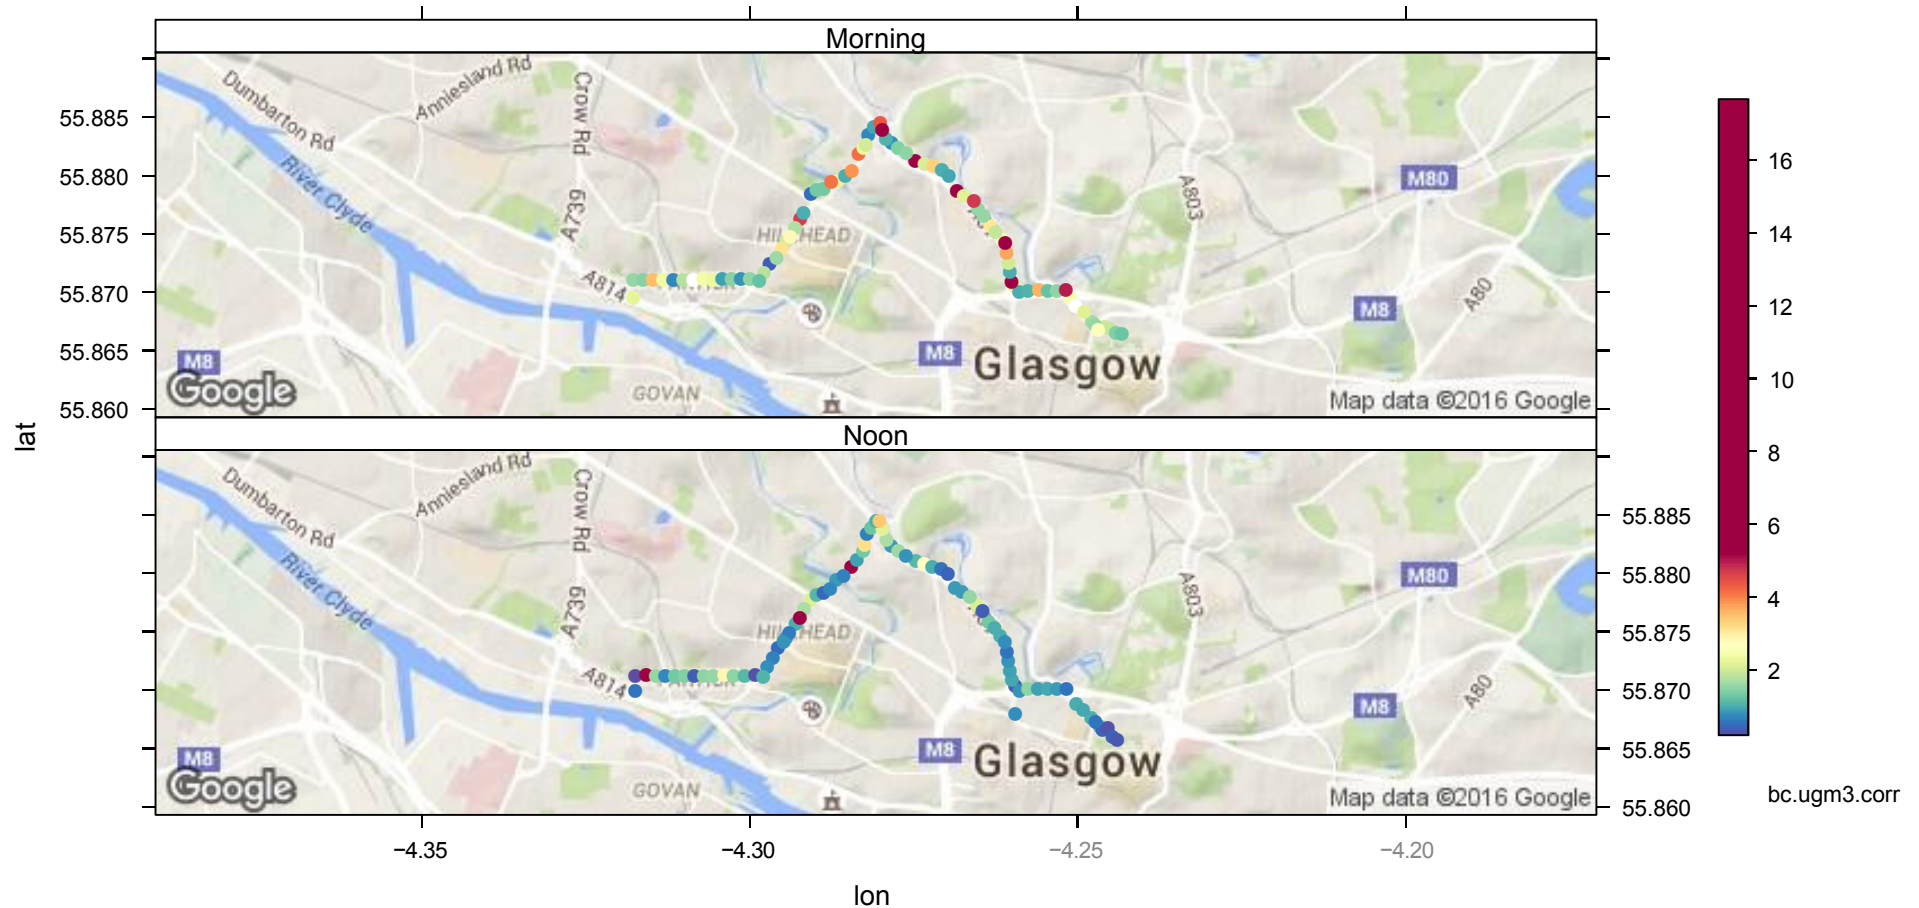 Morning
Dumbarton Rd
Anniesland Rd
Crow Rd
River Clyde
A739
A803
M80
A814
M8
A80
M8
M8
Glasgow
GOVAN
Google
Map data ©2016 Google
55.885
55.880
55.875
55.870
55.865
55.860
lat
Noon
Dumbarton Rd
Anniesland Rd
Crow Rd
River Clyde
A739
A803
M80
A814
M8
A80
M8
M8
Glasgow
GOVAN
Google
Map data ©2016 Google
55.885
55.880
55.875
55.870
55.865
55.860
−4.35
−4.30
−4.25
−4.20
lon
16
14
12
10
8
6
4
2
bc.ugm3.corr